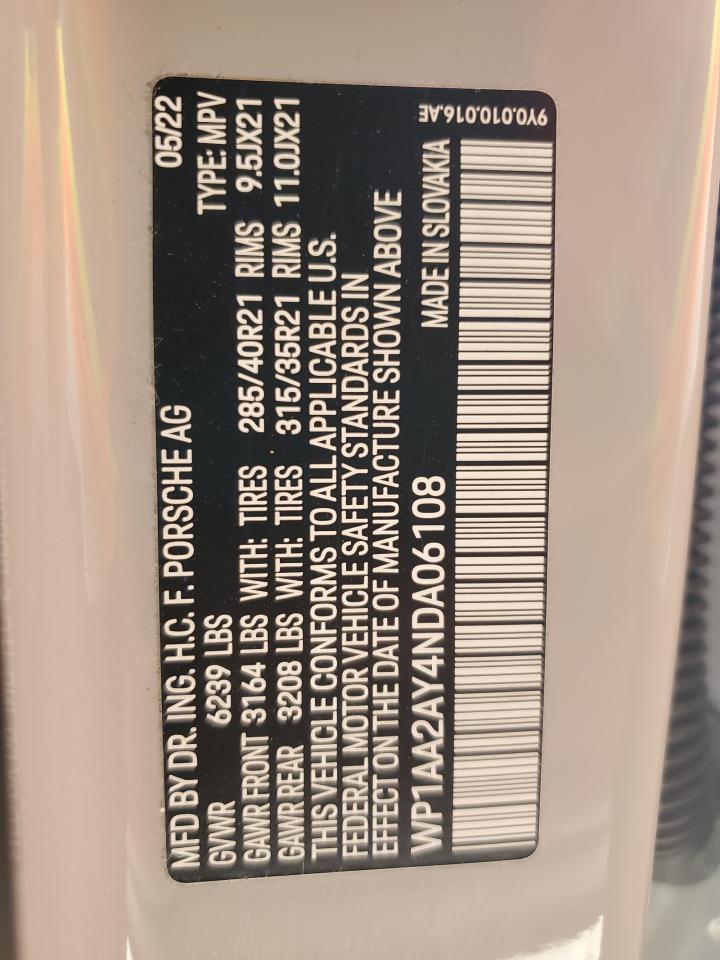 MFD BY DR. ING. H.C. F. PORSCHE AG 05/22
GVWR 6239 LBS TYPE: MPV
GAWR FRONT 3164 LBS WITH: TIRES 285/40R21 RIMS 9.5JX21
GAWR REAR 3208 LBS WITH: TIRES 315/35R21 RIMS 11.0JX21
THIS VEHICLE CONFORMS TO ALL APPLICABLE U.S.
FEDERAL MOTOR VEHICLE SAFETY STANDARDS IN
EFFECT ON THE DATE OF MANUFACTURE SHOWN ABOVE
WP1AA2AY4NDA06108 MADE IN SLOVAKIA
9Y0.010.016.AE